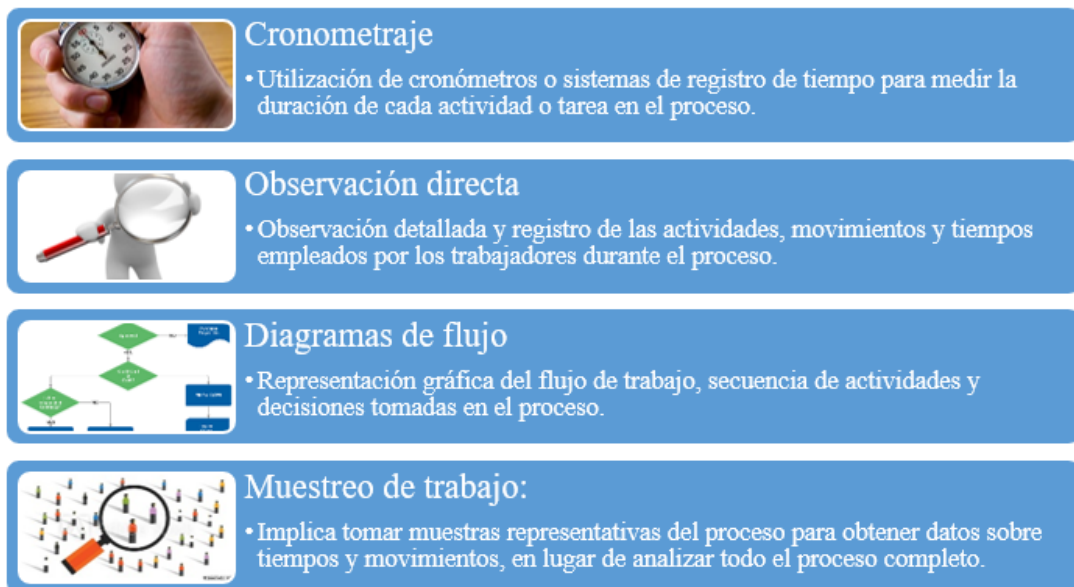 Cronometraje
•Utilización de cronómetros o sistemas de registro de tiempo para medir la
duración de cada actividad o tarea en el proceso.
Observación directa
•Observación detallada y registro de las actividades, movimientos y tiempos
empleados por los trabajadores durante el proceso.
Diagramas de flujo
•Representación gráfica del flujo de trabajo, secuencia de actividades y
decisiones tomadas en el proceso.
Muestreo de trabajo:
•Implica tomar muestras representativas del proceso para obtener datos sobre
tiempos y movimientos, en lugar de analizar todo el proceso completo.